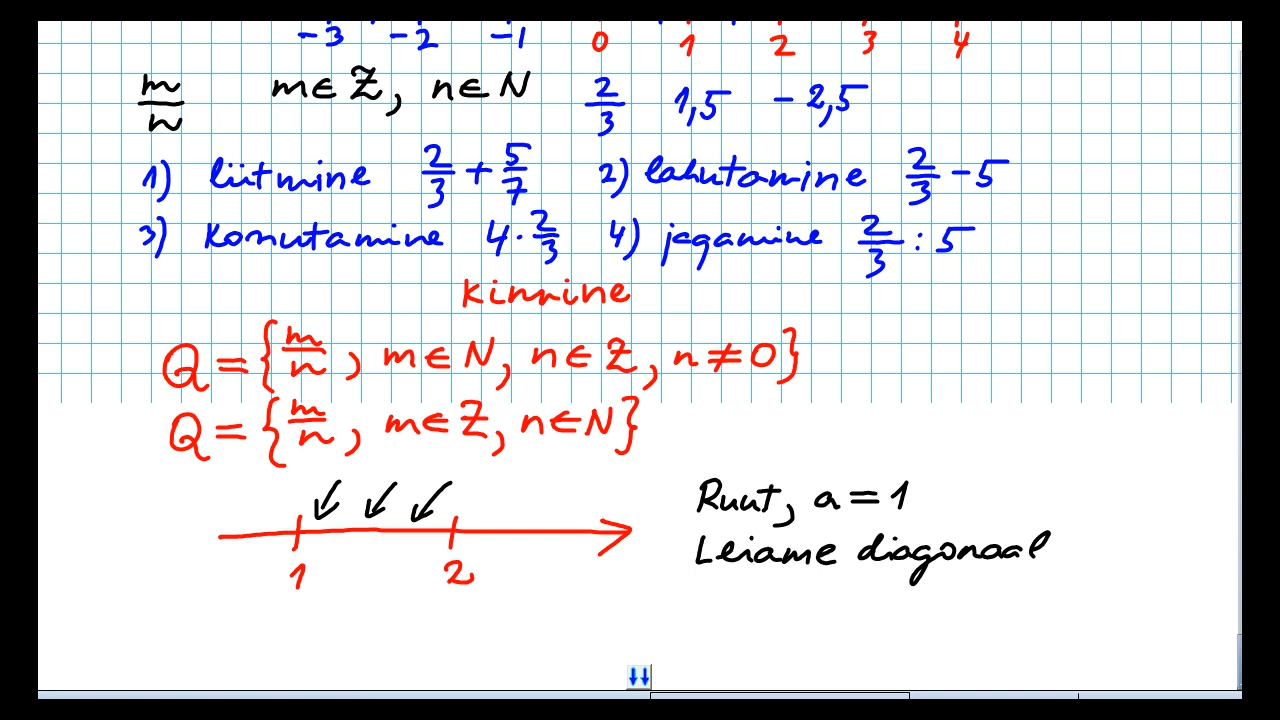 -3 -2 -1 0 1 2 3 4
m/n m∈Z, n∈N 2/3 1,5 -2,5
1) liitmine 2/3 + 5/7 2) lahutamine 2/3 - 5
3) korrutamine 4 · 2/3 4) jagamine 2/3 : 5
kinnine
Q = {m/n, m∈N, n∈Z, n≠0}
Q = {m/n, m∈Z, n∈N}
Ruut, a = 1
Leiame diagonaal
1 2